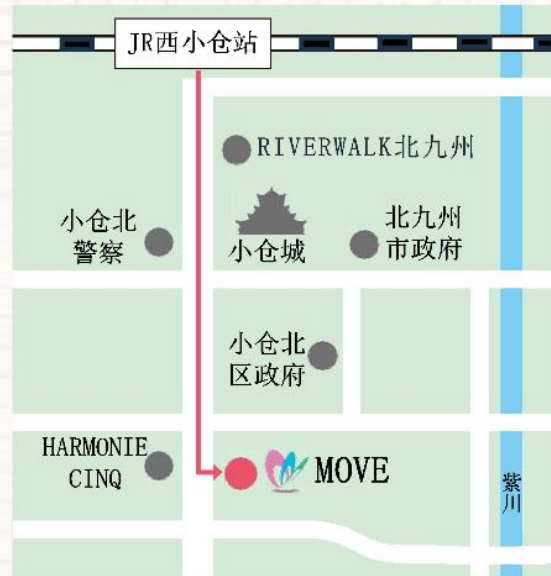 JR西小仓站
RIVERWALK北九州
小仓北
警察
小仓城
北九州
市政府
小仓北
区政府
HARMONIE
CINQ
MOVE
紫川